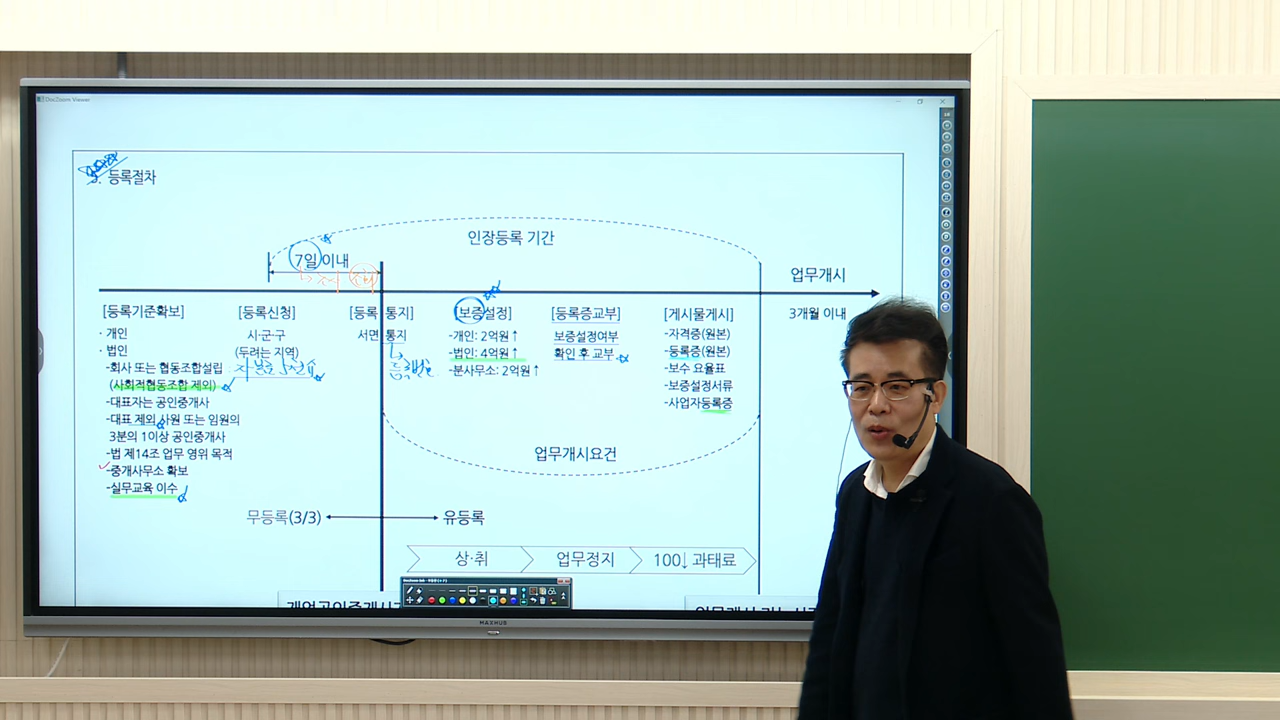 DocZoom Viewer
3. 등록절차
인장등록 기간
7일 이내
업무개시
[등록기준확보]
· 개인
· 법인
-회사 또는 협동조합설립
(사회적협동조합 제외)
-대표자는 공인중개사
-대표 제외 사원 또는 임원의
3분의 1이상 공인중개사
-법 제14조 업무 영위 목적
-중개사무소 확보
-실무교육 이수
[등록신청]
시·군·구
(두려는 지역)
[등록 통지]
서면 통지
[보증설정]
-개인: 2억원↑
-법인: 4억원↑
-분사무소: 2억원↑
[등록증교부]
보증설정여부
확인 후 교부
[게시물게시]
-자격증(원본)
-등록증(원본)
-보수 요율표
-보증설정서류
-사업자등록증
3개월 이내
업무개시요건
무등록(3/3)
유등록
상·취
업무정지
100↓ 과태료
MAXHUB